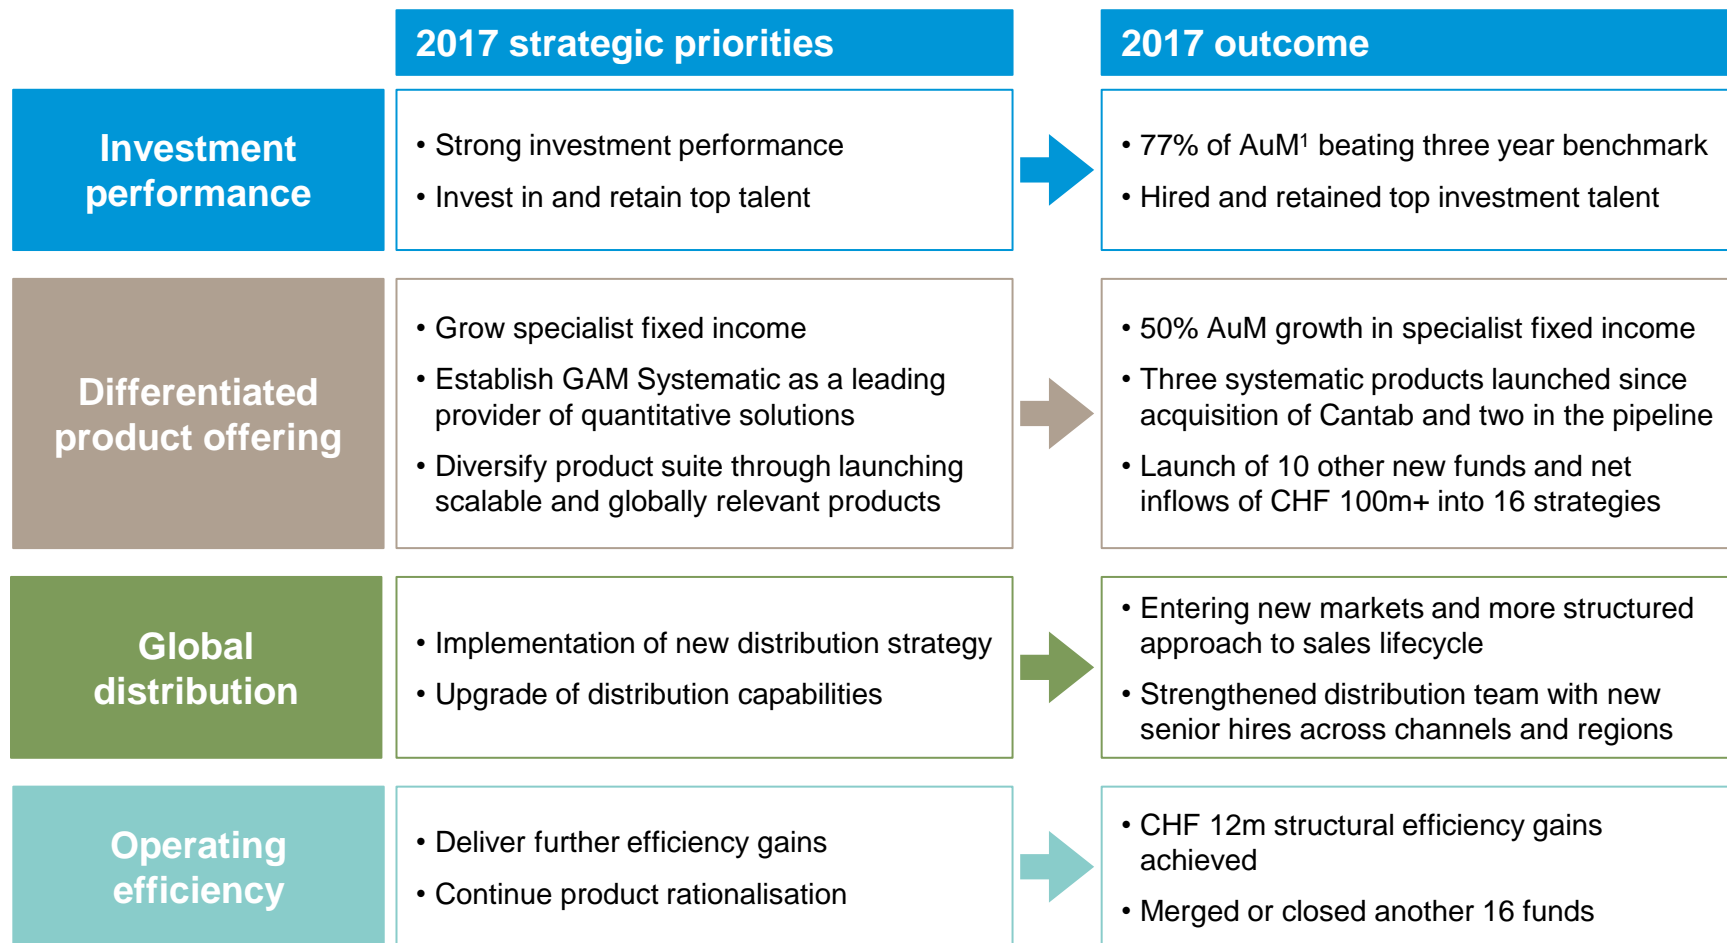 2017 strategic priorities
2017 outcome
Investment
performance
• Strong investment performance
• Invest in and retain top talent
• 77% of AuM¹ beating three year benchmark
• Hired and retained top investment talent
Differentiated
product offering
• Grow specialist fixed income
• Establish GAM Systematic as a leading
provider of quantitative solutions
• Diversify product suite through launching
scalable and globally relevant products
• 50% AuM growth in specialist fixed income
• Three systematic products launched since
acquisition of Cantab and two in the pipeline
• Launch of 10 other new funds and net
inflows of CHF 100m+ into 16 strategies
Global
distribution
• Implementation of new distribution strategy
• Upgrade of distribution capabilities
• Entering new markets and more structured
approach to sales lifecycle
• Strengthened distribution team with new
senior hires across channels and regions
Operating
efficiency
• Deliver further efficiency gains
• Continue product rationalisation
• CHF 12m structural efficiency gains
achieved
• Merged or closed another 16 funds